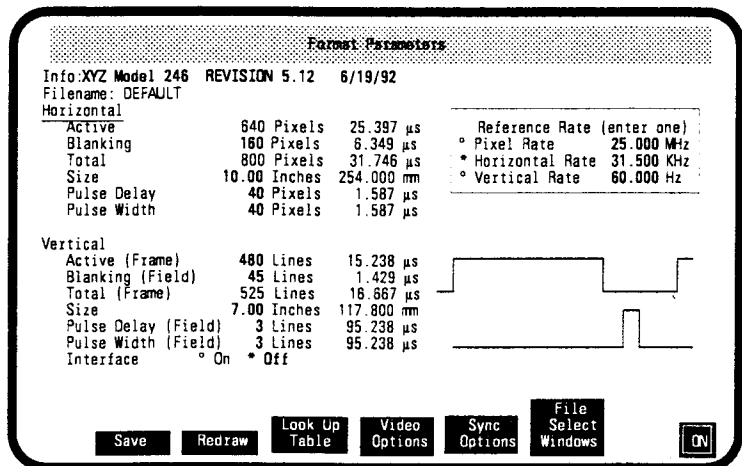 Format Parameters
Info:XYZ Model 246 REVISION 5.12 6/19/92
Filename: DEFAULT
Horizontal
Active 640 Pixels 25.397 µs
Blanking 160 Pixels 6.349 µs
Total 800 Pixels 31.746 µs
Size 10.00 Inches 254.000 mm
Pulse Delay 40 Pixels 1.587 µs
Pulse Width 40 Pixels 1.587 µs
Reference Rate (enter one)
° Pixel Rate 25.000 MHz
* Horizontal Rate 31.500 KHz
° Vertical Rate 60.000 Hz
Vertical
Active (Frame) 480 Lines 15.238 µs
Blanking (Field) 45 Lines 1.429 µs
Total (Frame) 525 Lines 16.667 µs
Size 7.00 Inches 117.800 mm
Pulse Delay (Field) 3 Lines 95.238 µs
Pulse Width (Field) 3 Lines 95.238 µs
Interface ° On * Off
Save
Redraw
Look Up
Table
Video
Options
Sync
Options
File
Select
Windows
ON